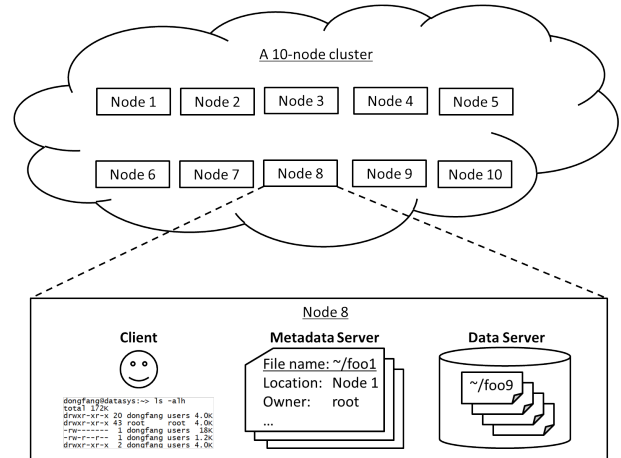 A 10-node cluster
Node 1 Node 2 Node 3 Node 4 Node 5
Node 6 Node 7 Node 8 Node 9 Node 10
Node 8
Client Metadata Server Data Server
File name: ~/foo1
Location: Node 1
Owner: root
...
~/foo9
dongfang@datasys:~> ls -alh
total 172K
drwxr-xr-x 20 dongfang users 4.0K
drwxr-xr-x 43 root root 4.0K
-rw------- 1 dongfang users 18K
-rw-r--r-- 1 dongfang users 1.2K
drwxr-xr-x 2 dongfang users 4.0K